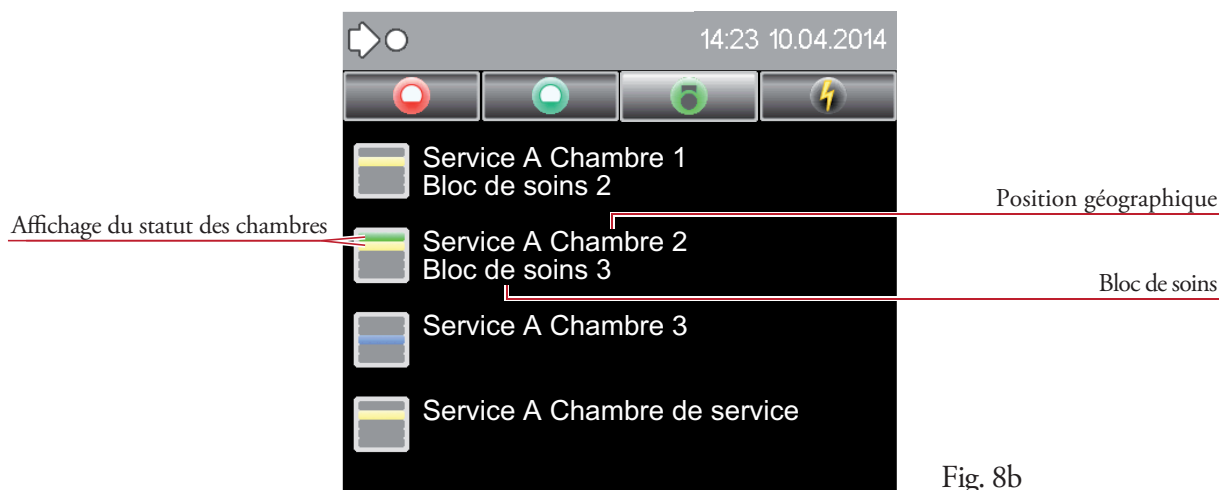 14:23 10.04.2014
Service A Chambre 1
Bloc de soins 2
Position géographique
Affichage du statut des chambres
Service A Chambre 2
Bloc de soins 3
Bloc de soins
Service A Chambre 3
Service A Chambre de service
Fig. 8b